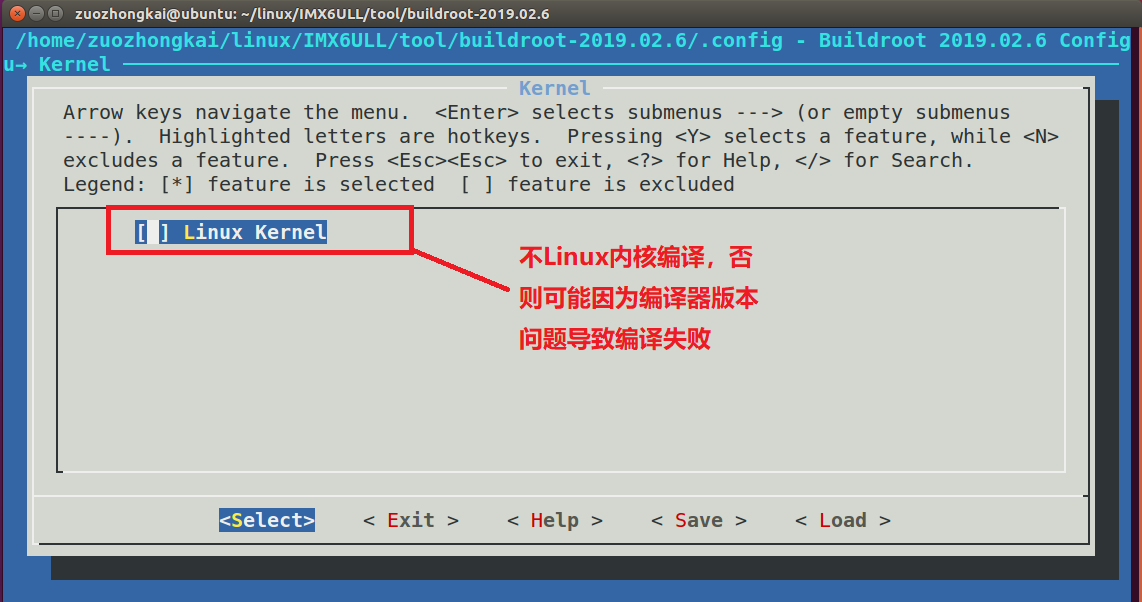 zuozhongkai@ubuntu: ~/linux/IMX6ULL/tool/buildroot-2019.02.6
/home/zuozhongkai/linux/IMX6ULL/tool/buildroot-2019.02.6/.config - Buildroot 2019.02.6 Config
u→ Kernel
Kernel
Arrow keys navigate the menu.  <Enter> selects submenus ---> (or empty submenus
----).  Highlighted letters are hotkeys.  Pressing <Y> selects a feature, while <N>
excludes a feature.  Press <Esc><Esc> to exit, <?> for Help, </> for Search.
Legend: [*] feature is selected  [ ] feature is excluded
[ ] Linux Kernel
不Linux内核编译，否
则可能因为编译器版本
问题导致编译失败
<Select>    < Exit >    < Help >    < Save >    < Load >